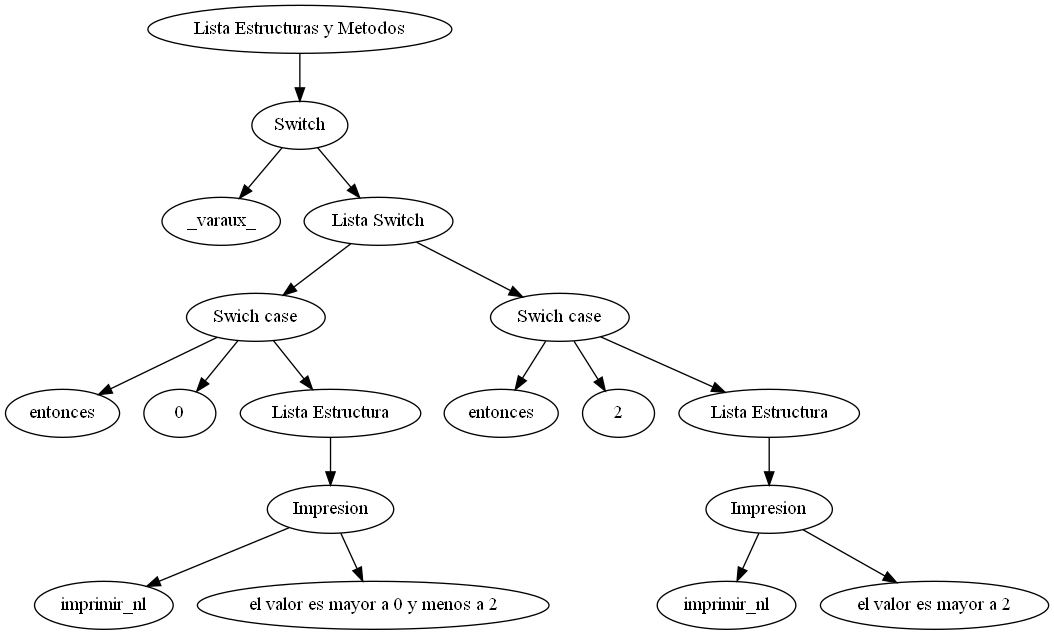 Lista Estructuras y Metodos
Switch
_varaux_
Lista Switch
Swich case
Swich case
entonces
0
Lista Estructura
entonces
2
Lista Estructura
Impresion
Impresion
imprimir_nl
el valor es mayor a 0 y menos a 2
imprimir_nl
el valor es mayor a 2